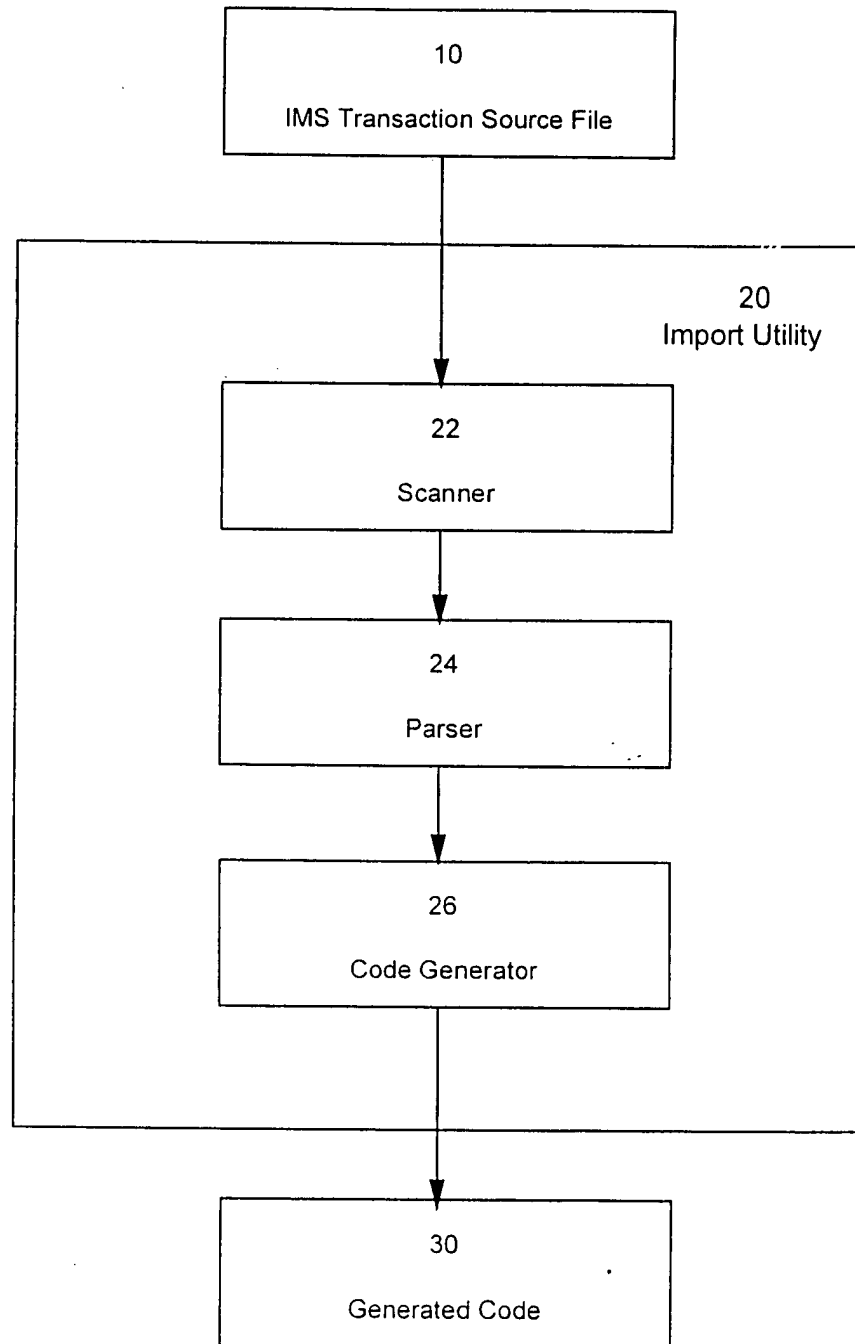 10
IMS Transaction Source File
20
Import Utility
22
Scanner
24
Parser
26
Code Generator
30
Generated Code